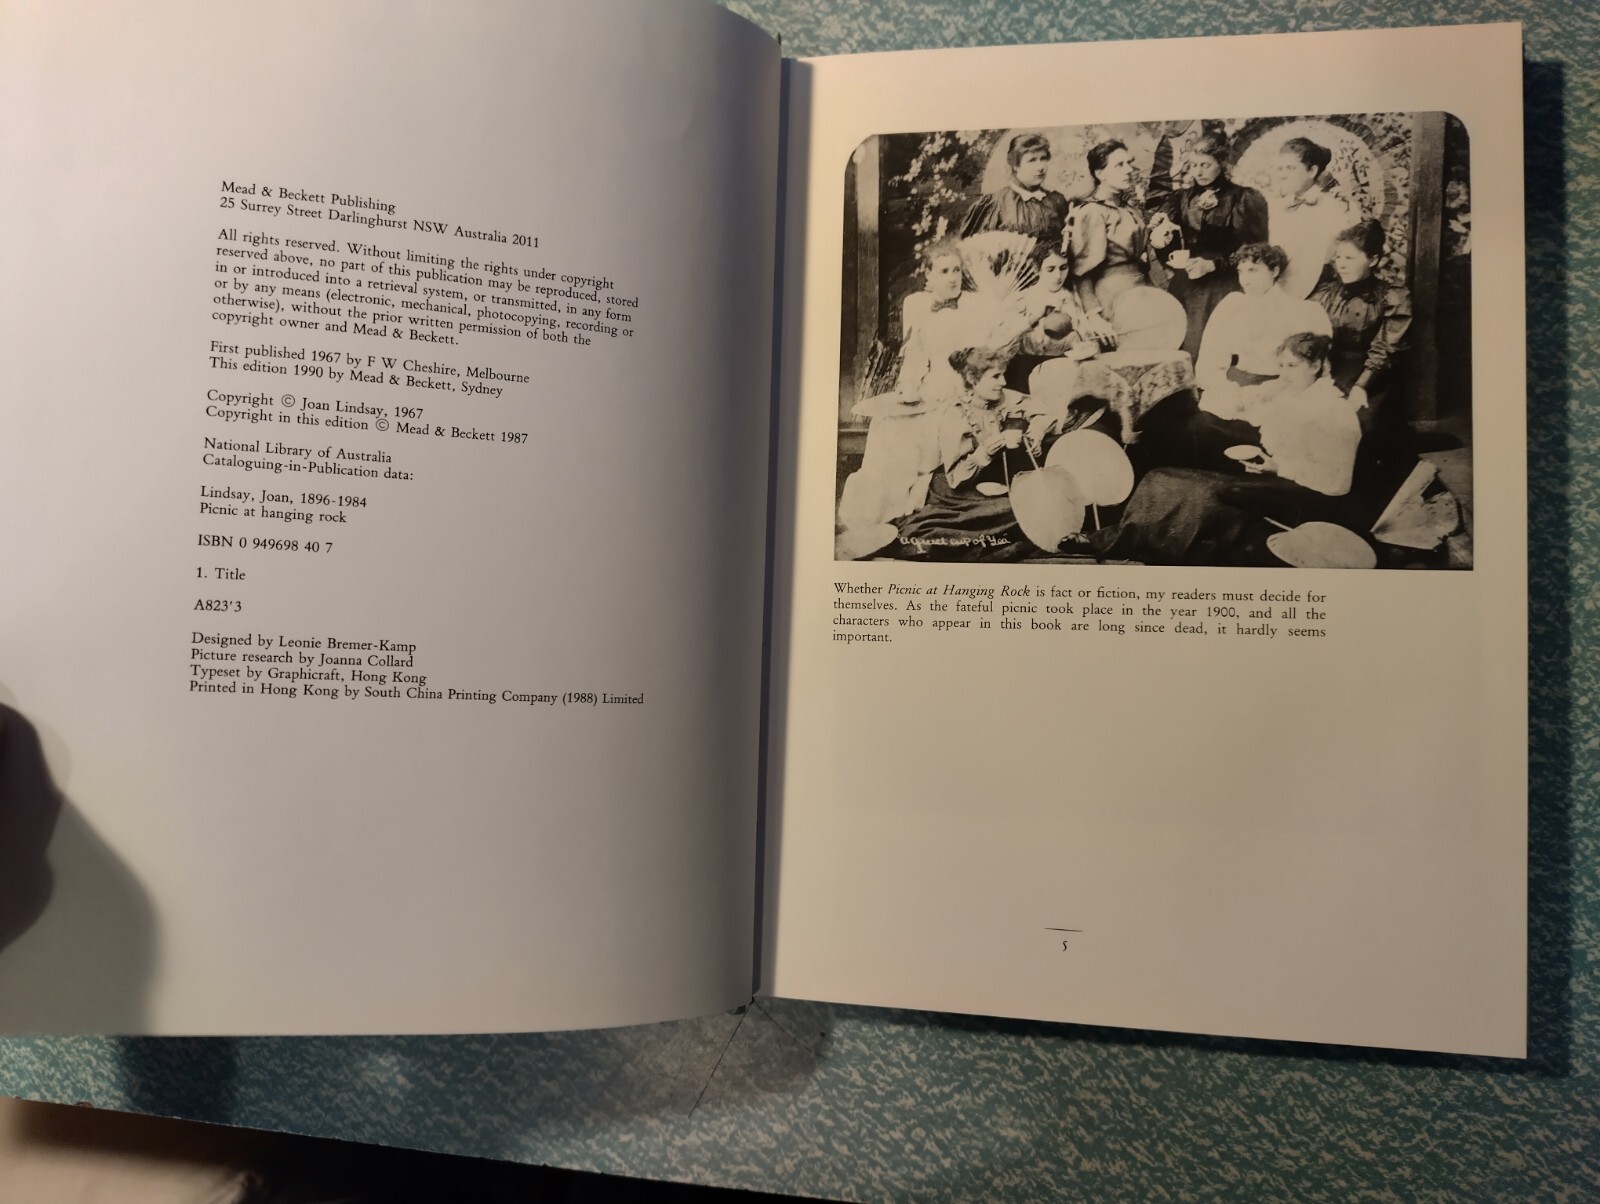 Mead & Beckett Publishing
25 Surrey Street Darlinghurst NSW Australia 2011
All rights reserved. Without limiting the rights under copyright
reserved above, no part of this publication may be reproduced, stored
in or introduced into a retrieval system, or transmitted, in any form
or by any means (electronic, mechanical, photocopying, recording or
otherwise), without the prior written permission of both the
copyright owner and Mead & Beckett.
First published 1967 by F W Cheshire, Melbourne
This edition 1990 by Mead & Beckett, Sydney
Copyright © Joan Lindsay, 1967
Copyright in this edition © Mead & Beckett 1987
National Library of Australia
Cataloguing-in-Publication data:
Lindsay, Joan, 1896-1984
Picnic at hanging rock
ISBN 0 949698 40 7
1. Title
A823'3
Designed by Leonie Bremer-Kamp
Picture research by Joanna Collard
Typeset by Graphicraft, Hong Kong
Printed in Hong Kong by South China Printing Company (1988) Limited
"A quiet cup of Tea"
Whether Picnic at Hanging Rock is fact or fiction, my readers must decide for
themselves. As the fateful picnic took place in the year 1900, and all the
characters who appear in this book are long since dead, it hardly seems
important.
5